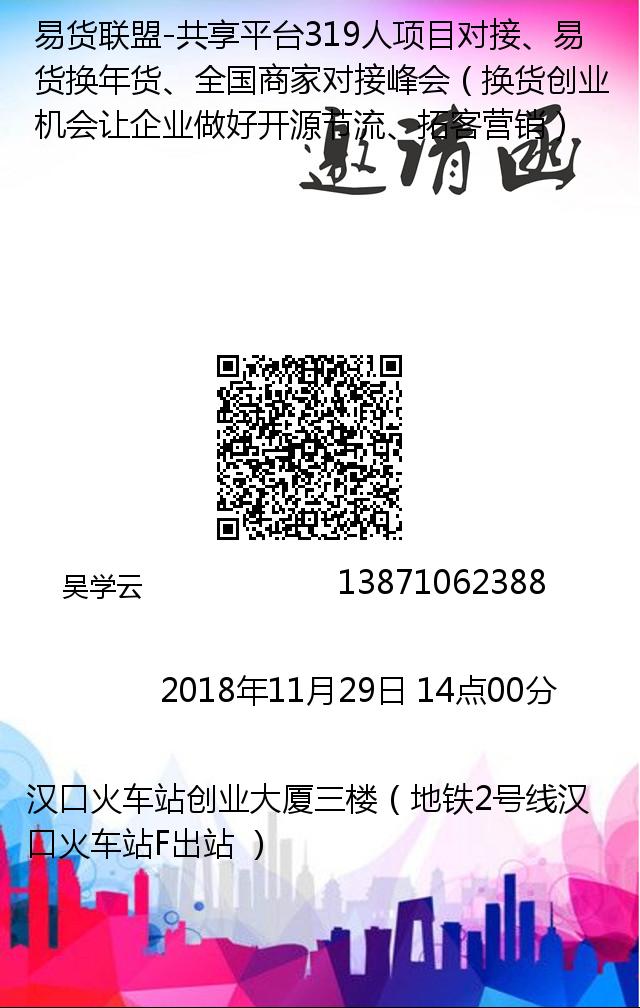 易货联盟-共享平台319人项目对接、易
货换年货、全国商家对接峰会（换货创业
机会让企业做好开源节流、拓客营销）
邀请函
吴学云
13871062388
2018年11月29日 14点00分
汉口火车站创业大厦三楼（地铁2号线汉
口火车站F出站 ）